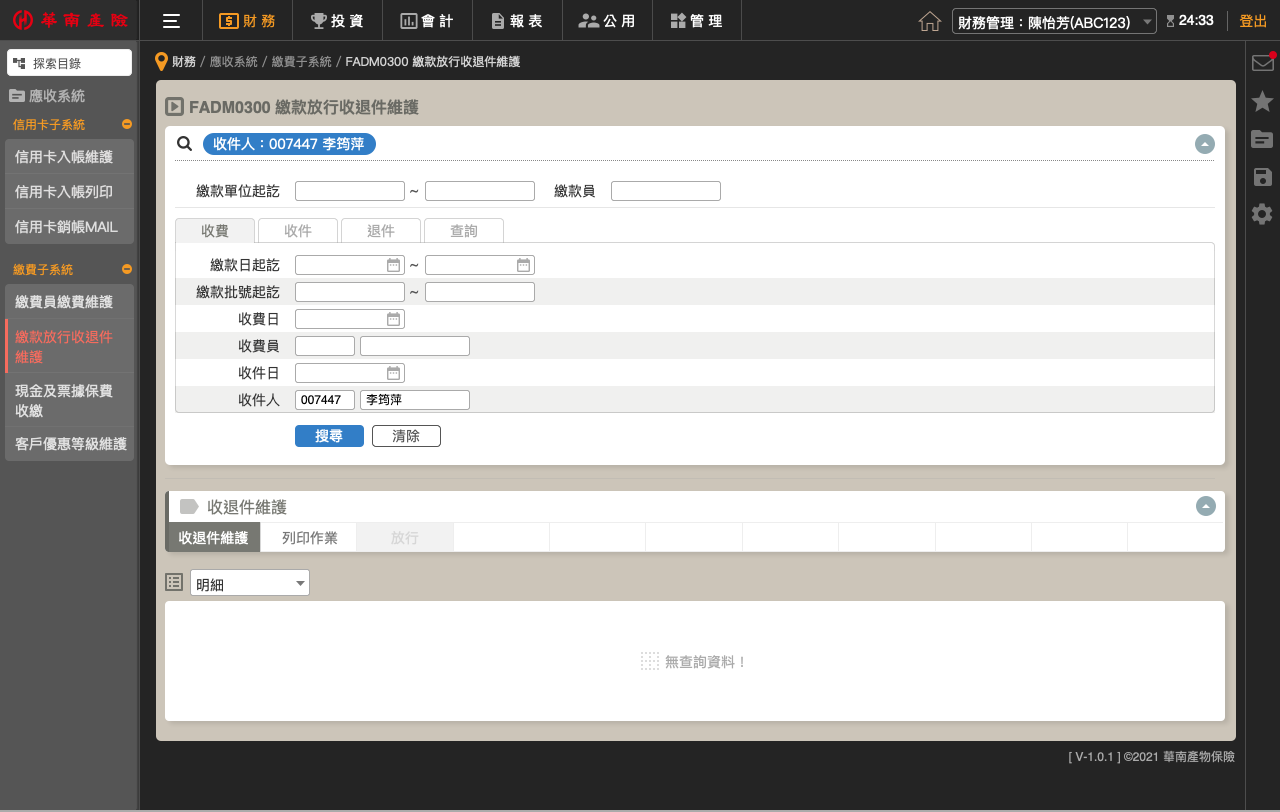 華南產險
財務
投資
會計
報表
公用
管理
財務管理：陳怡芳(ABC123)
24:33
登出
探索目錄
應收系統
信用卡子系統
信用卡入帳維護
信用卡入帳列印
信用卡銷帳MAIL
繳費子系統
繳費員繳費維護
繳款放行收退件
維護
現金及票據保費
收繳
客戶優惠等級維護
財務 / 應收系統 / 繳費子系統 / FADM0300 繳款放行收退件維護
FADM0300 繳款放行收退件維護
收件人：007447 李筠萍
繳款單位起訖 ~ 繳款員
收費 收件 退件 查詢
繳款日起訖 ~
繳款批號起訖 ~
收費日
收費員
收件日
收件人 007447 李筠萍
搜尋 清除
收退件維護
收退件維護 列印作業 放行
明細
無查詢資料！
[ V-1.0.1 ] ©2021 華南產物保險